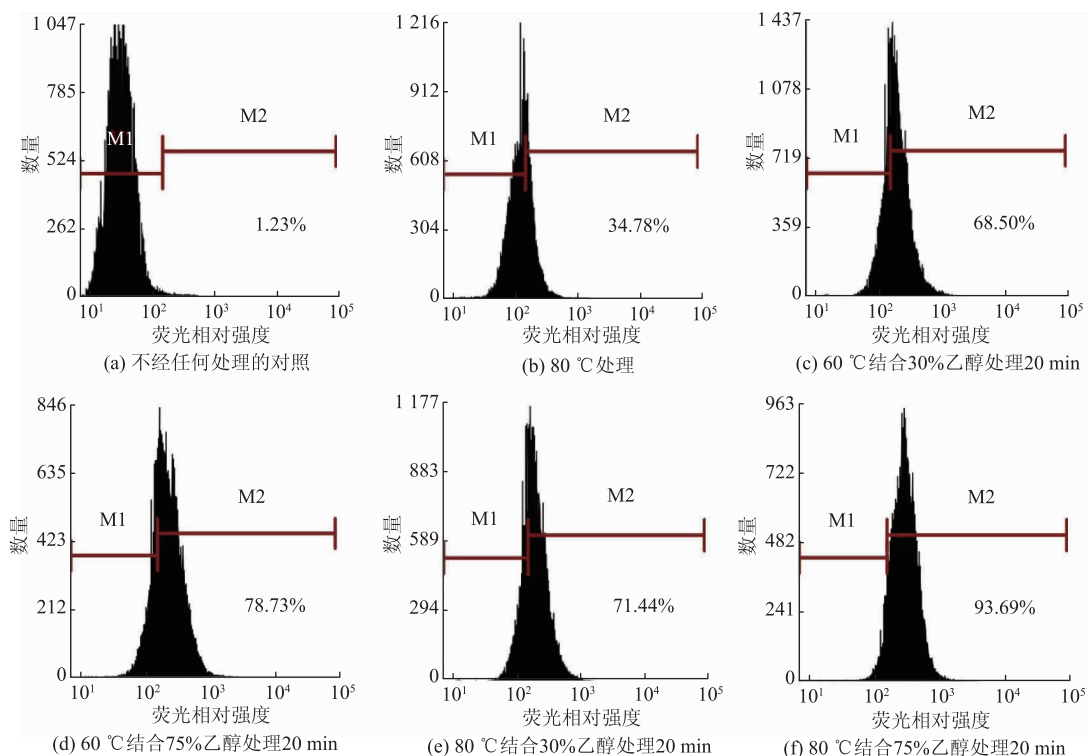 1 047
785
524
262
0
数量
M1
M2
1.23%
10¹ 10² 10³ 10⁴ 10⁵
荧光相对强度
(a) 不经任何处理的对照
1 216
912
608
304
0
数量
M1
M2
34.78%
10¹ 10² 10³ 10⁴ 10⁵
荧光相对强度
(b) 80 ℃处理
1 437
1 078
719
359
0
数量
M1
M2
68.50%
10¹ 10² 10³ 10⁴ 10⁵
荧光相对强度
(c) 60 ℃结合30%乙醇处理20 min
846
635
423
212
0
数量
M1
M2
78.73%
10¹ 10² 10³ 10⁴ 10⁵
荧光相对强度
(d) 60 ℃结合75%乙醇处理20 min
1 177
883
589
294
0
数量
M1
M2
71.44%
10¹ 10² 10³ 10⁴ 10⁵
荧光相对强度
(e) 80 ℃结合30%乙醇处理20 min
963
722
482
241
0
数量
M1
M2
93.69%
10¹ 10² 10³ 10⁴ 10⁵
荧光相对强度
(f) 80 ℃结合75%乙醇处理20 min